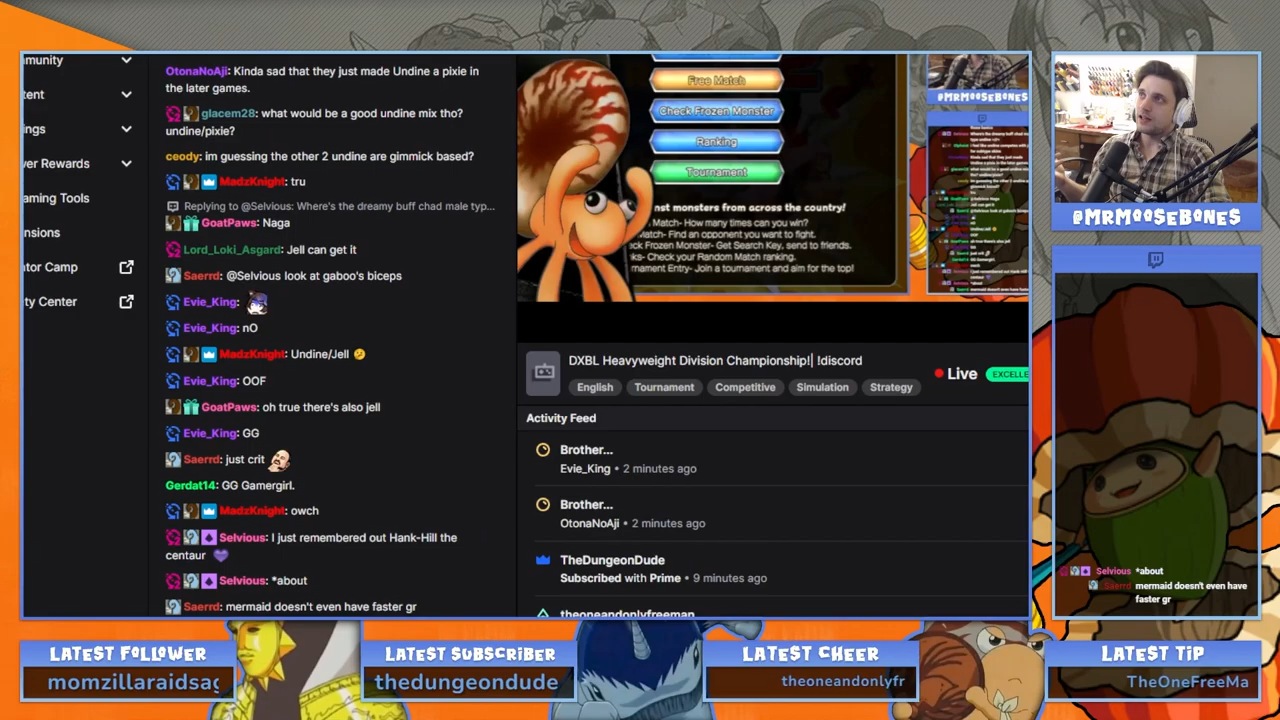 munity
OtonaNoAji: Kinda sad that they just made Undine a pixie in
the later games.
tent
glacem28: what would be a good undine mix tho?
undine/pixie?
ngs
ceody: im guessing the other 2 undine are gimmick based?
wer Rewards
MadzKnight: tru
aming Tools
Replying to @Selvious: Where's the dreamy buff chad male typ...
GoatPaws: Naga
nsions
Lord_Loki_Asgard: Jell can get it
tor Camp
Saerrd: @Selvious look at gaboo's biceps
ty Center
Evie_King:
Evie_King: nO
MadzKnight: Undine/Jell
Evie_King: OOF
GoatPaws: oh true there's also jell
Evie_King: GG
Saerrd: just crit
Gerdat14: GG Gamergirl.
MadzKnight: owch
Selvious: I just remembered out Hank-Hill the
centaur
Selvious: *about
Saerrd: mermaid doesn't even have faster gr
Free Match
Check Frozen Monster
Ranking
Tournament
nst monsters from across the country!
Match- How many times can you win?
Match- Find an opponent you want to fight.
ck Frozen Monster- Get Search Key, send to friends.
ks- Check your Random Match ranking.
rnament Entry- Join a tournament and aim for the top!
@MRMOOSEBONES
DXBL Heavyweight Division Championship!| !discord
English
Tournament
Competitive
Simulation
Strategy
Live
EXCELLE
Activity Feed
Brother...
Evie_King • 2 minutes ago
Brother...
OtonaNoAji • 2 minutes ago
TheDungeonDude
Subscribed with Prime • 9 minutes ago
theoneandonlyfreeman
@MRMOOSEBONES
Selvious *about
Saerrd mermaid doesn't even have
faster gr
LATEST FOLLOWER
momzillaraidsag
LATEST SUBSCRIBER
thedungeondude
LATEST CHEER
theoneandonlyfr
LATEST TIP
TheOneFreeMa